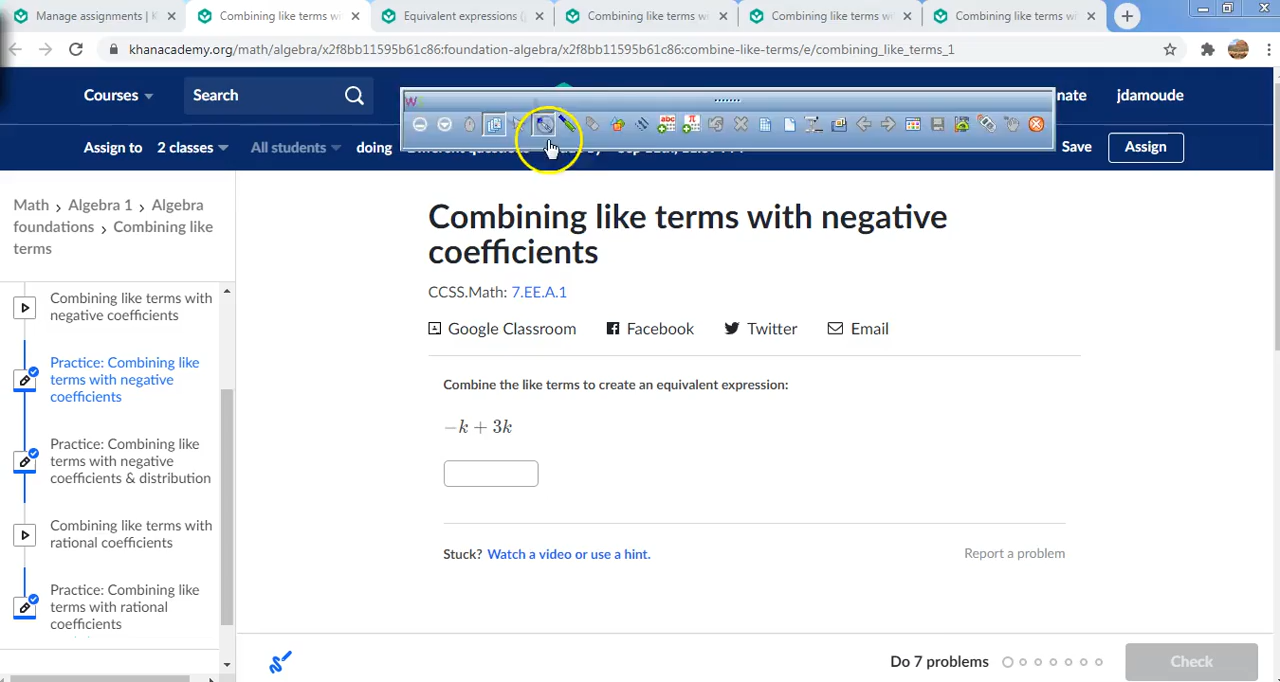 Manage assignments | K
Combining like terms wi
Equivalent expressions (
Combining like terms w
Combining like terms w
Combining like terms wi
khanacademy.org/math/algebra/x2f8bb11595b61c86:foundation-algebra/x2f8bb11595b61c86:combine-like-terms/e/combining_like_terms_1
Courses
Search
nate
jdamoude
Assign to
2 classes
All students
doing
Save
Assign
Math > Algebra 1 > Algebra
foundations > Combining like
terms
Combining like terms with
negative coefficients
Practice: Combining like
terms with negative
coefficients
Practice: Combining like
terms with negative
coefficients & distribution
Combining like terms with
rational coefficients
Practice: Combining like
terms with rational
coefficients
Combining like terms with negative
coefficients
CCSS.Math: 7.EE.A.1
Google Classroom
Facebook
Twitter
Email
Combine the like terms to create an equivalent expression:
−k + 3k
Stuck? Watch a video or use a hint.
Report a problem
Do 7 problems
Check